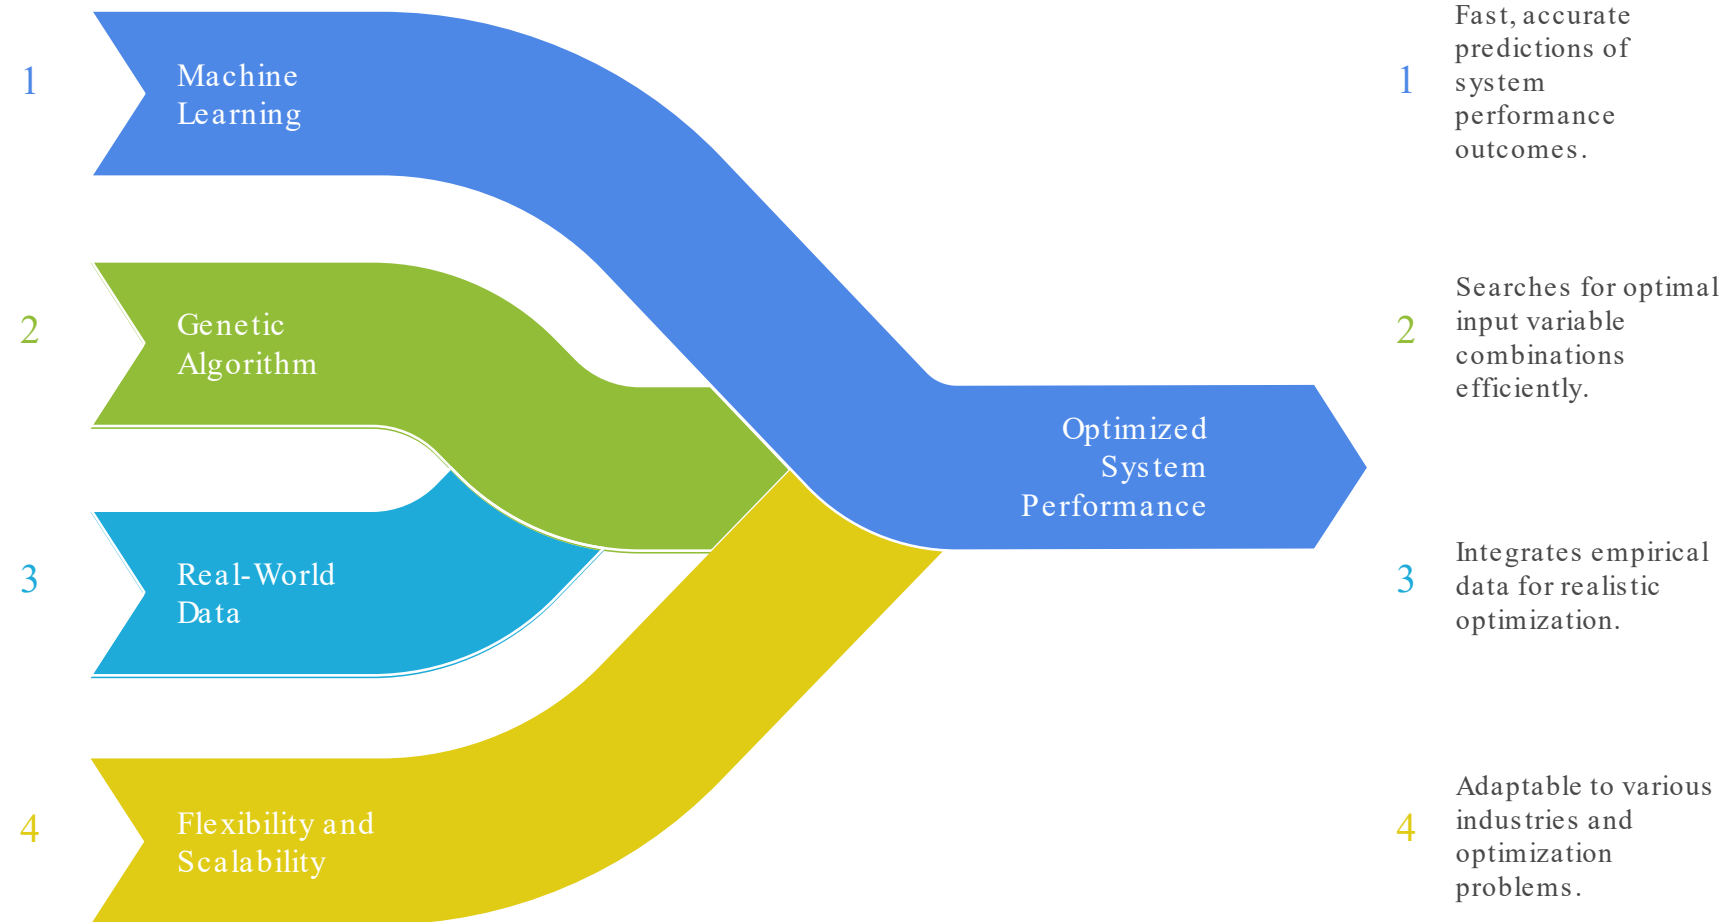 1
Machine
Learning
2
Genetic
Algorithm
3
Real-World
Data
4
Flexibility and
Scalability
Optimized
System
Performance
1
Fast, accurate
predictions of
system
performance
outcomes.
2
Searches for optimal
input variable
combinations
efficiently.
3
Integrates empirical
data for realistic
optimization.
4
Adaptable to various
industries and
optimization
problems.